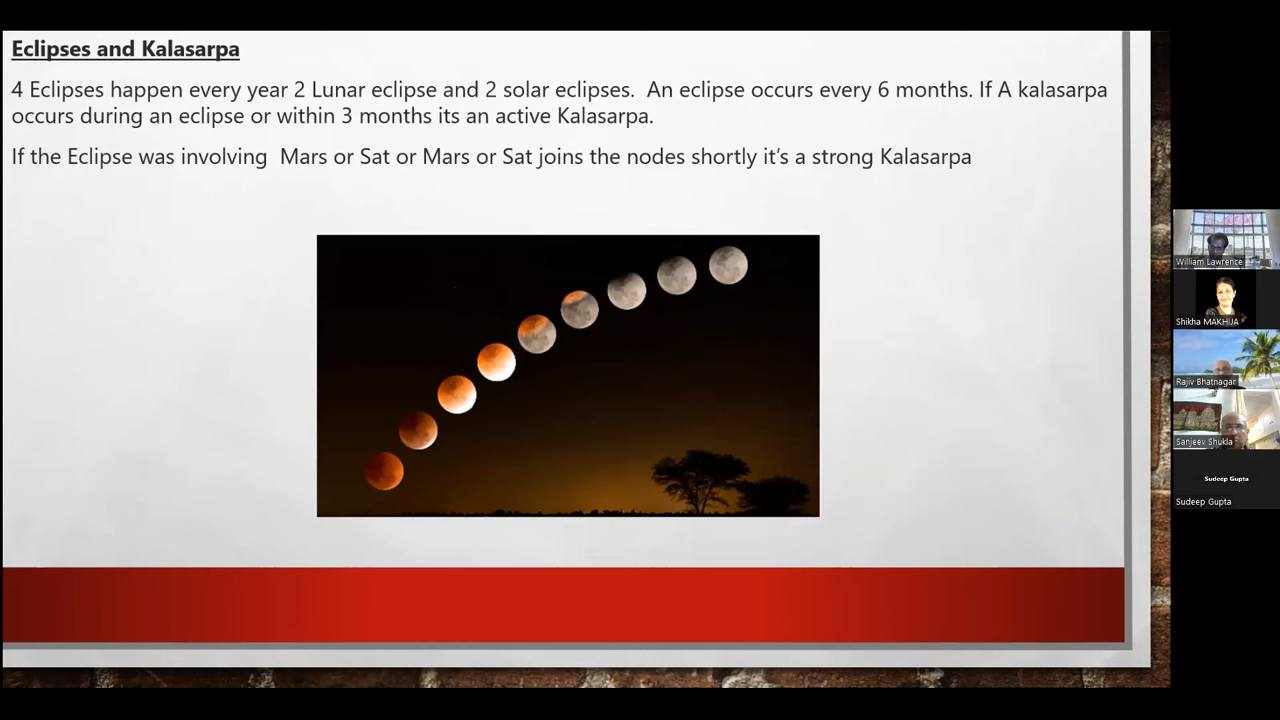 Eclipses and Kalasarpa
4 Eclipses happen every year 2 Lunar eclipse and 2 solar eclipses.  An eclipse occurs every 6 months. If A kalasarpa
occurs during an eclipse or within 3 months its an active Kalasarpa.
If the Eclipse was involving  Mars or Sat or Mars or Sat joins the nodes shortly it's a strong Kalasarpa
William Lawrence
Shikha MAKHIJA
Rajiv Bhatnagar
Sanjeev Shukla
Sudeep Gupta
Sudeep Gupta